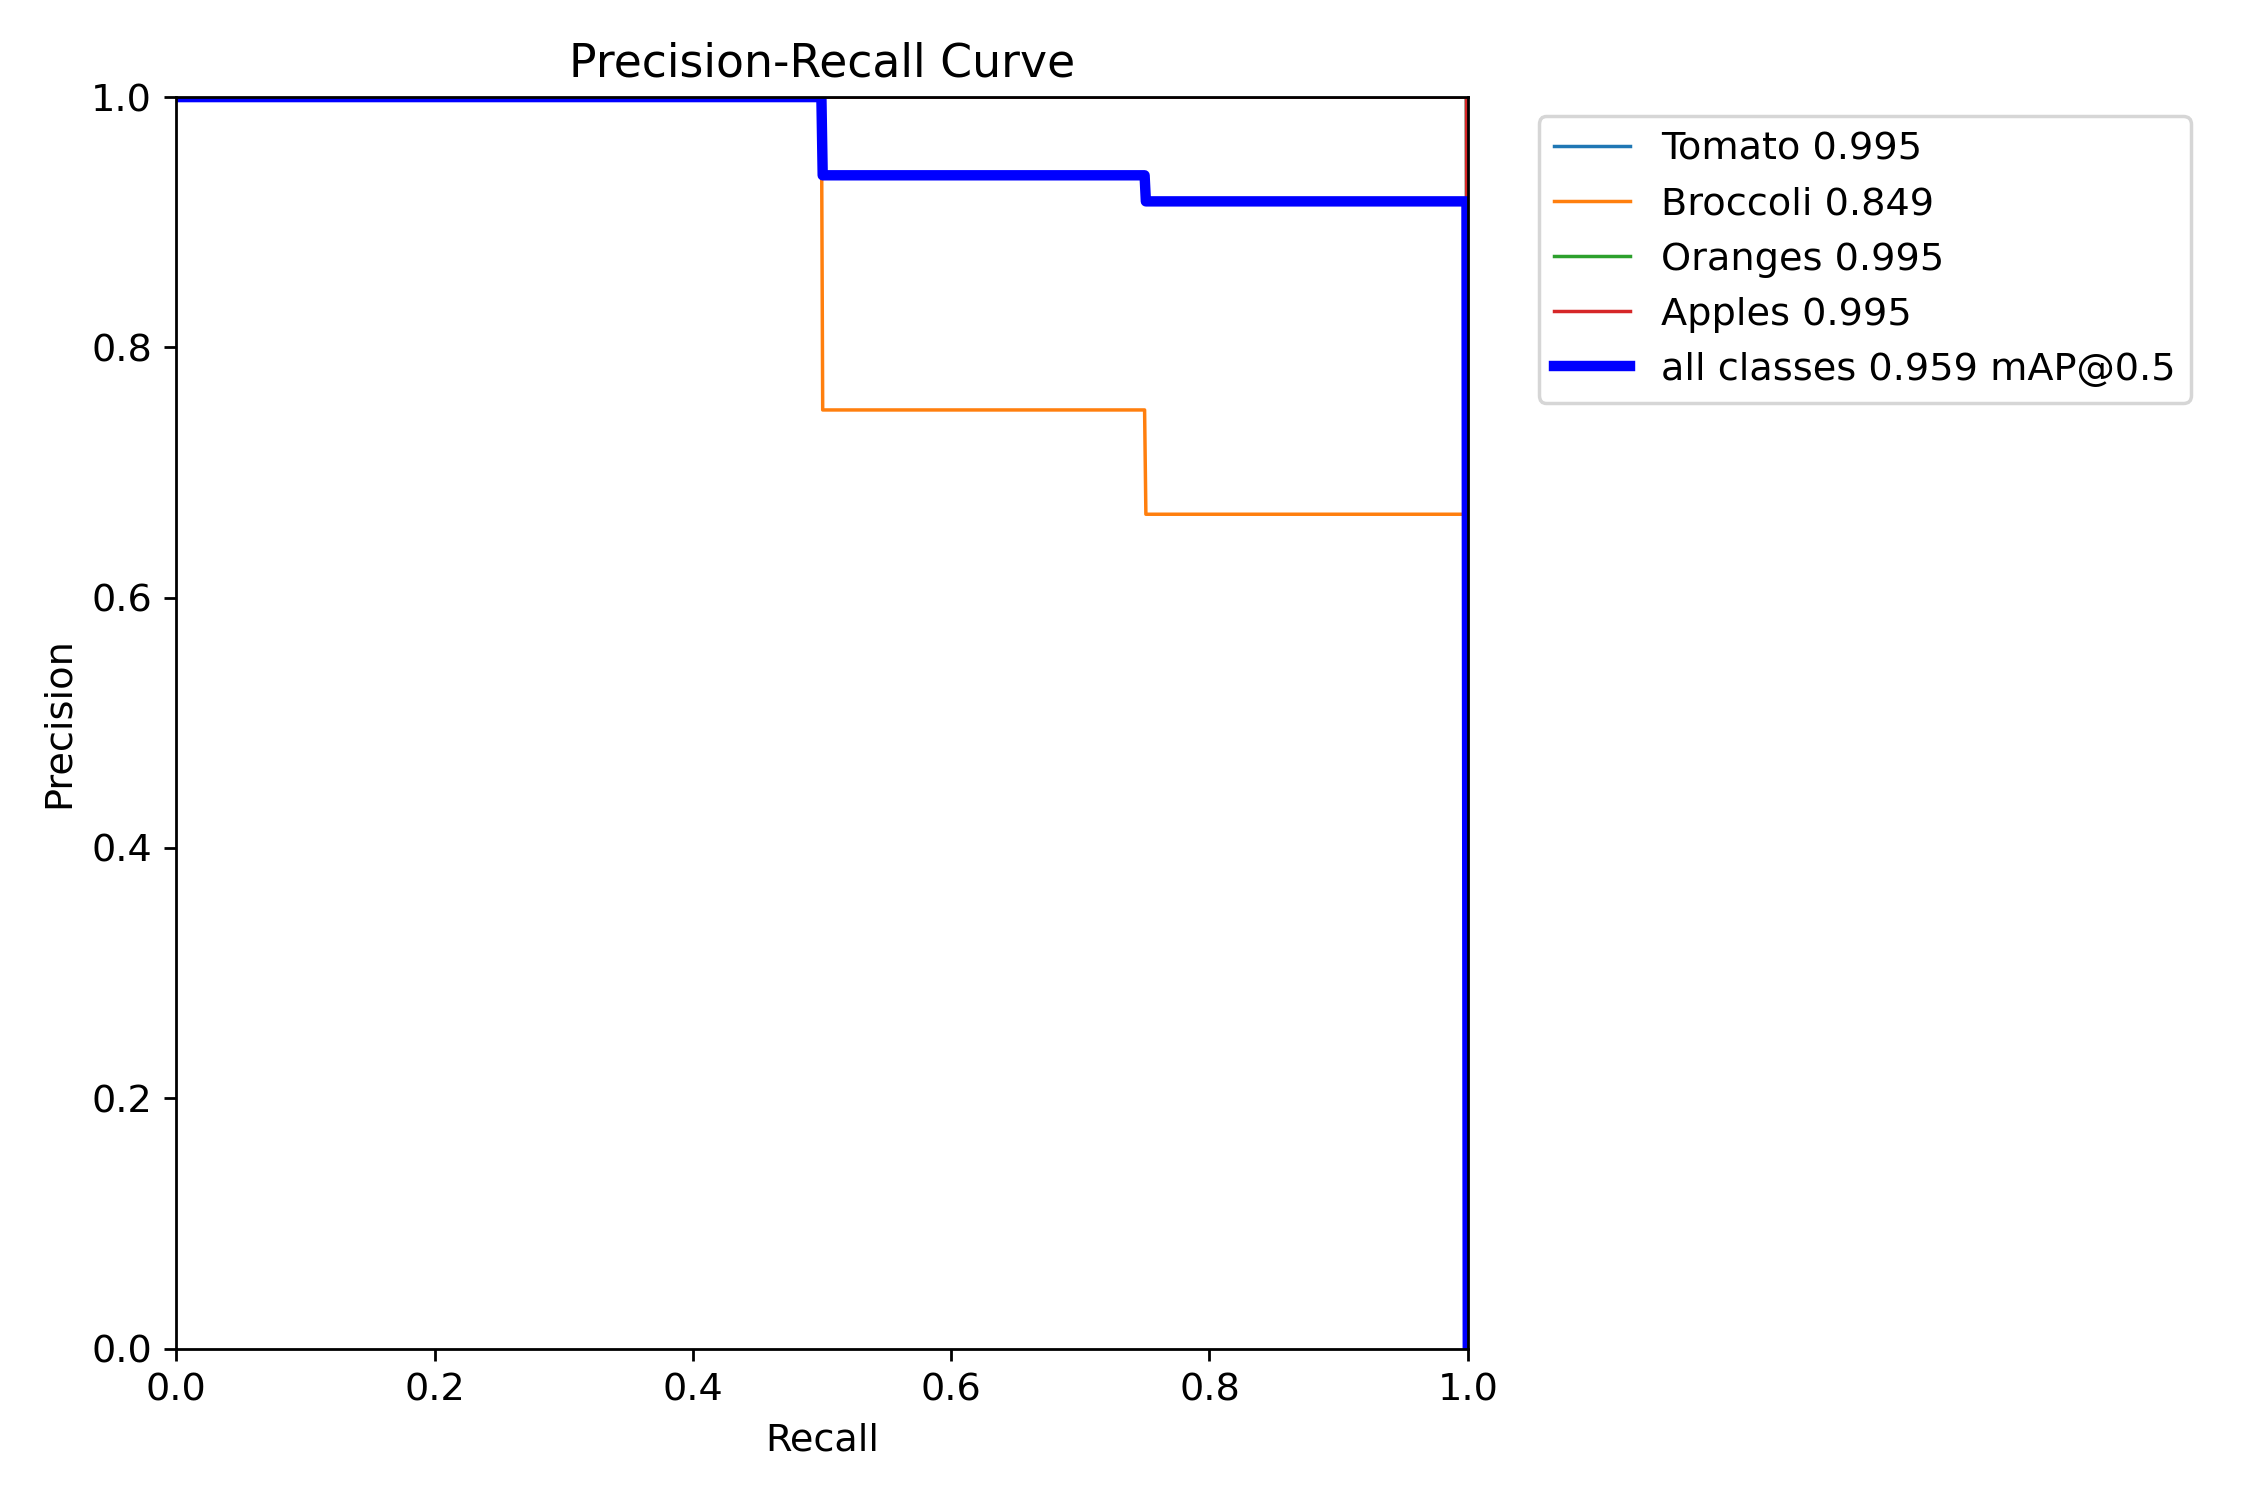 Precision-Recall Curve
1.0
0.8
0.6
0.4
0.2
0.0
Precision
0.0 0.2 0.4 0.6 0.8 1.0
Recall
Tomato 0.995
Broccoli 0.849
Oranges 0.995
Apples 0.995
all classes 0.959 mAP@0.5